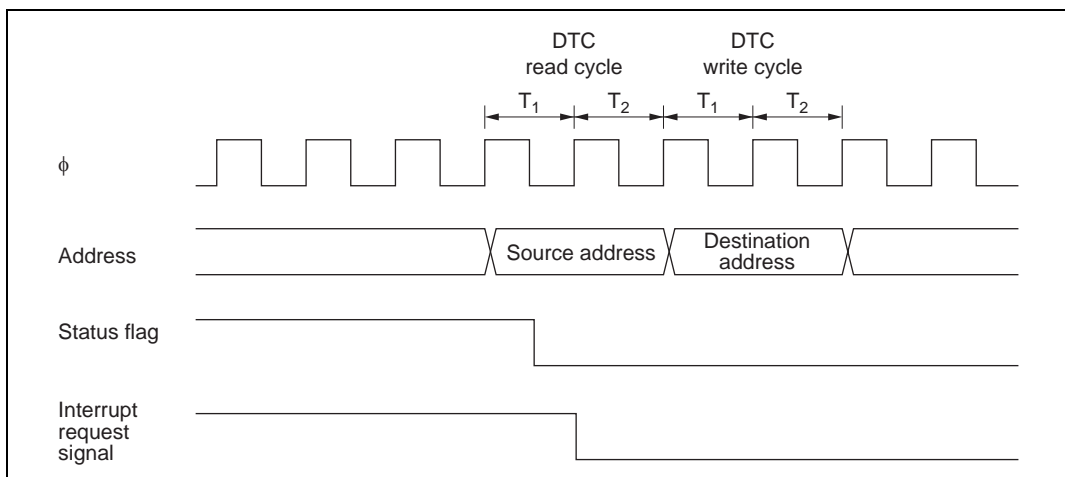 DTC
read cycle
DTC
write cycle
T1
T2
T1
T2
ϕ
Address
Source address
Destination
address
Status flag
Interrupt
request
signal